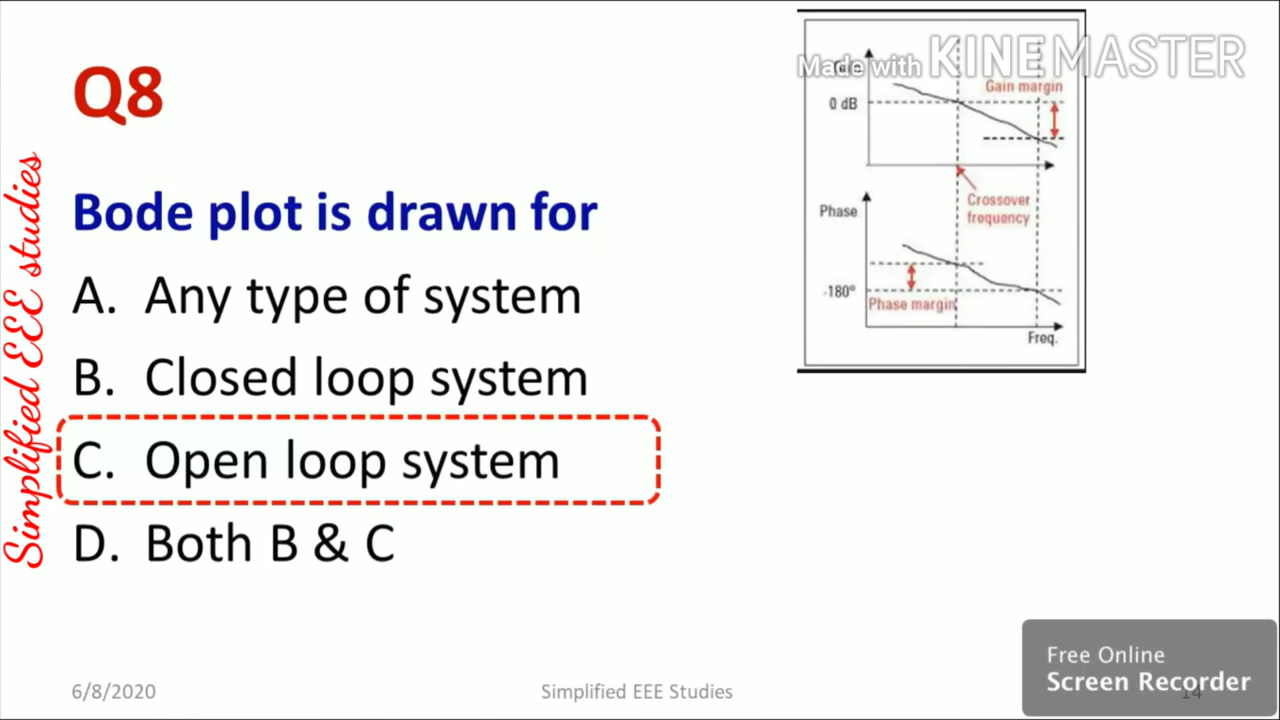 Q8
Simplified EEE studies
Bode plot is drawn for
A. Any type of system
B. Closed loop system
C. Open loop system
D. Both B & C
Made with KINEMASTER
Gain margin
0 dB
Crossover
frequency
Phase
-180°
Phase margin
Freq.
6/8/2020
Simplified EEE Studies
14
Free Online
Screen Recorder